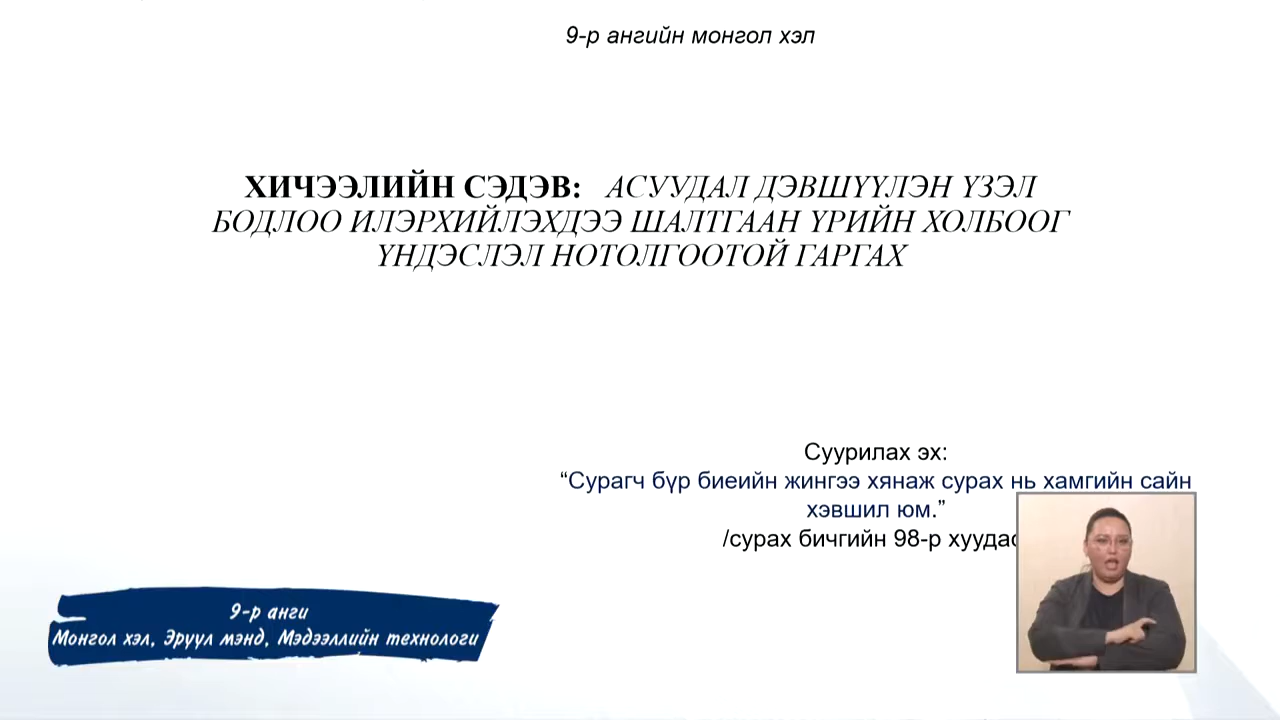 9-р ангийн монгол хэл
ХИЧЭЭЛИЙН СЭДЭВ: АСУУДАЛ ДЭВШҮҮЛЭН ҮЗЭЛ
БОДЛОО ИЛЭРХИЙЛЭХДЭЭ ШАЛТГААН ҮРИЙН ХОЛБООГ
ҮНДЭСЛЭЛ НОТОЛГООТОЙ ГАРГАХ
Суурилах эх:
“Сурагч бүр биеийн жингээ хянаж сурах нь хамгийн сайн
хэвшил юм.”
/сурах бичгийн 98-р
9-р анги
Монгол хэл, Эрүүл мэнд, Мэдээллийн технологи